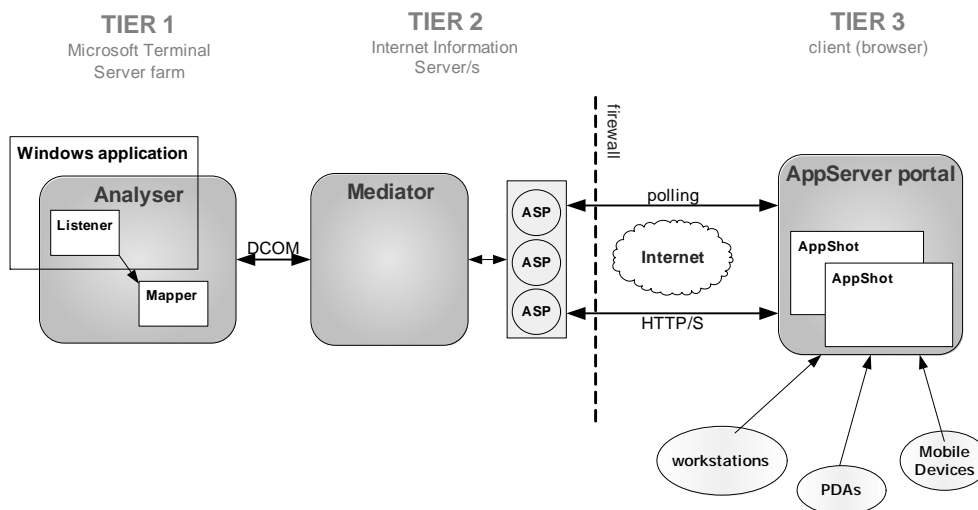 TIER 1
Microsoft Terminal
Server farm
TIER 2
Internet Information
Server/s
TIER 3
client (browser)
firewall
Windows application
Analyser
Listener
Mapper
DCOM
Mediator
ASP
ASP
ASP
polling
Internet
HTTP/S
AppServer portal
AppShot
AppShot
workstations
PDAs
Mobile
Devices